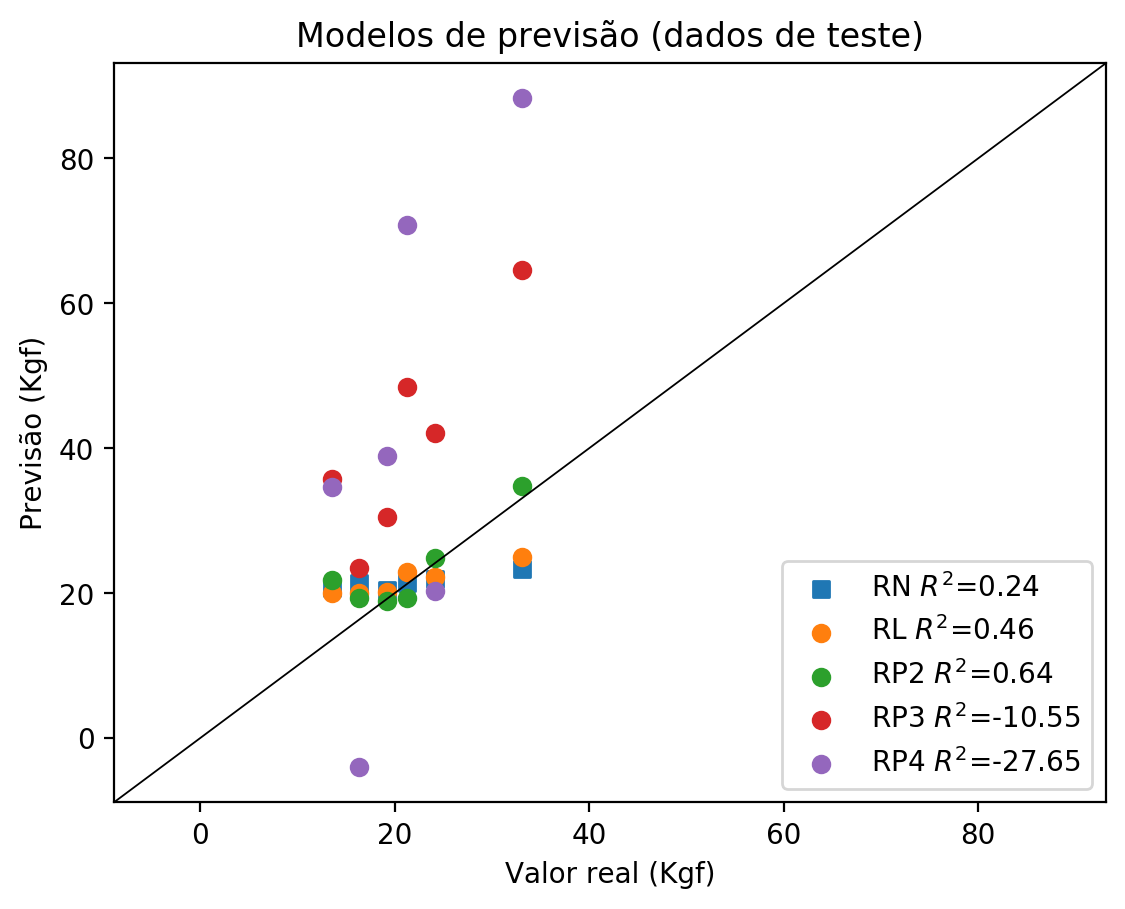 Modelos de previsão (dados de teste)
80
60
40
20
0
Previsão (Kgf)
RN R²=0.24
RL R²=0.46
RP2 R²=0.64
RP3 R²=-10.55
RP4 R²=-27.65
0 20 40 60 80
Valor real (Kgf)